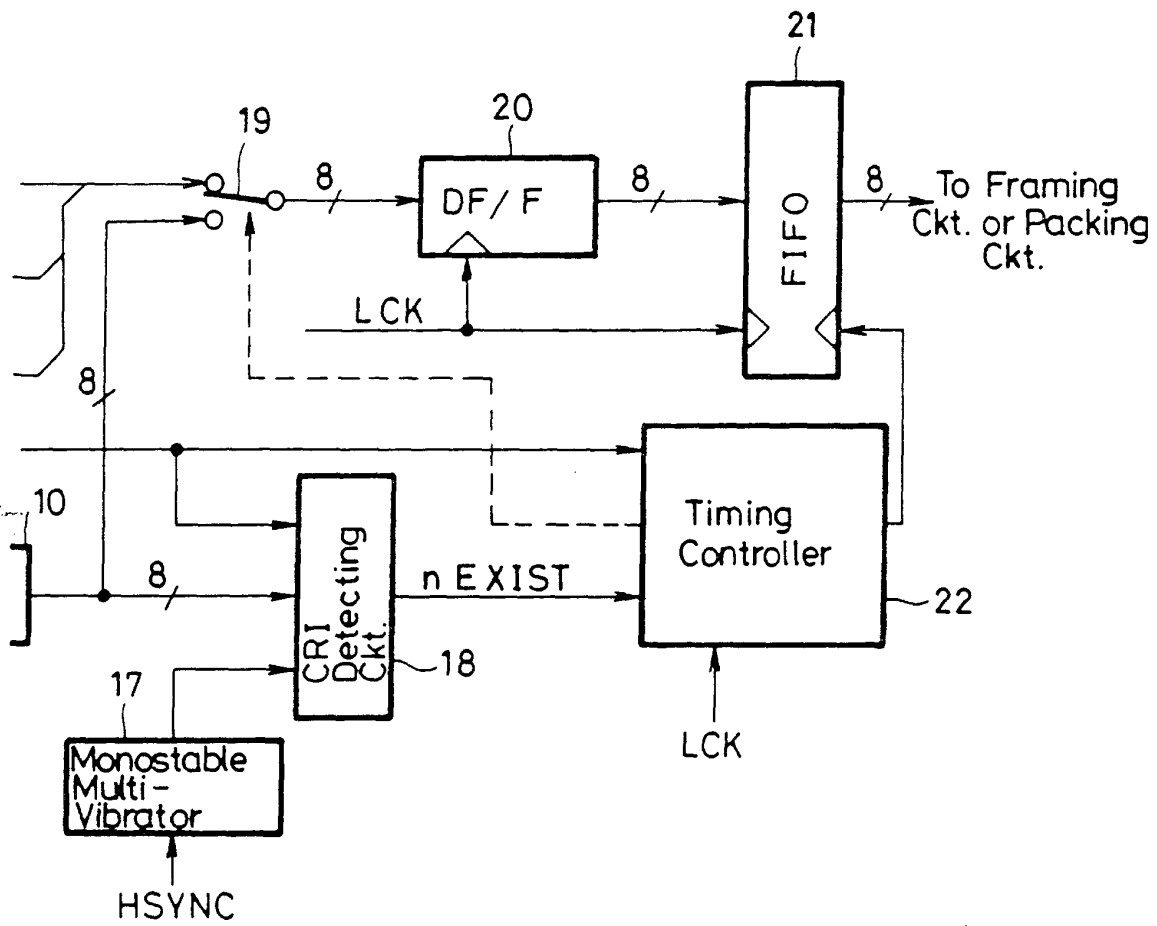 21
20
19
8
DF/F
8
FIFO
8
To Framing
Ckt. or Packing
Ckt.
LCK
8
10
8
CRI
Detecting
Ckt.
18
n EXIST
Timing
Controller
22
LCK
17
Monostable
Multi-
Vibrator
HSYNC